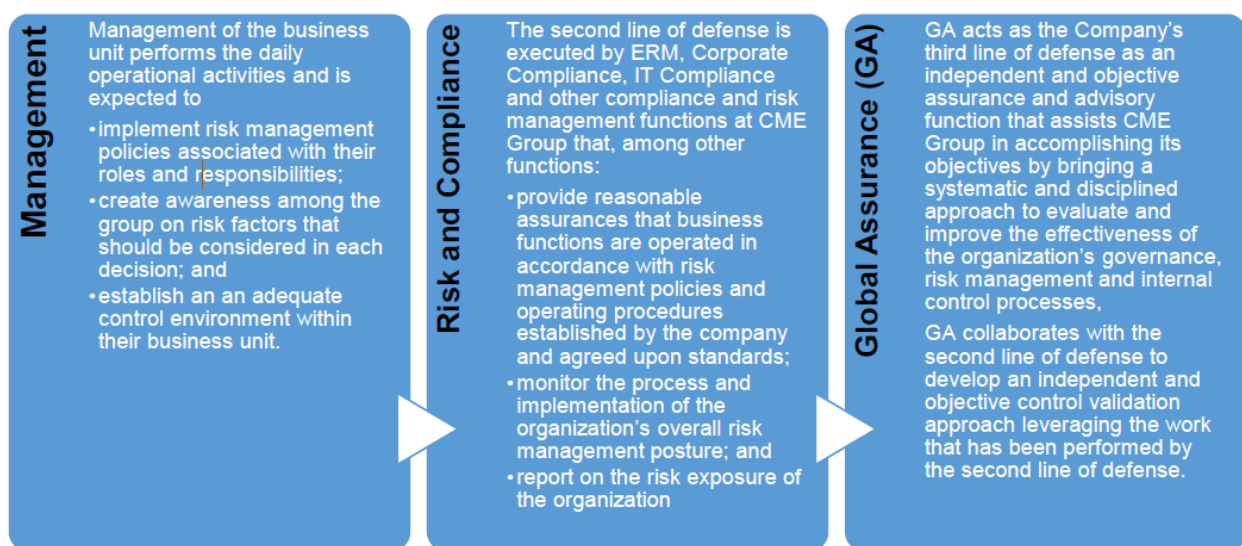 Management
Management of the business
unit performs the daily
operational activities and is
expected to
•implement risk management
policies associated with their
roles and responsibilities;
•create awareness among the
group on risk factors that
should be considered in each
decision; and
•establish an an adequate
control environment within
their business unit.
Risk and Compliance
The second line of defense is
executed by ERM, Corporate
Compliance, IT Compliance
and other compliance and risk
management functions at CME
Group that, among other
functions:
•provide reasonable
assurances that business
functions are operated in
accordance with risk
management policies and
operating procedures
established by the company
and agreed upon standards;
•monitor the process and
implementation of the
organization's overall risk
management posture; and
•report on the risk exposure of
the organization
Global Assurance (GA)
GA acts as the Company's
third line of defense as an
independent and objective
assurance and advisory
function that assists CME
Group in accomplishing its
objectives by bringing a
systematic and disciplined
approach to evaluate and
improve the effectiveness of
the organization's governance,
risk management and internal
control processes,
GA collaborates with the
second line of defense to
develop an independent and
objective control validation
approach leveraging the work
that has been performed by
the second line of defense.